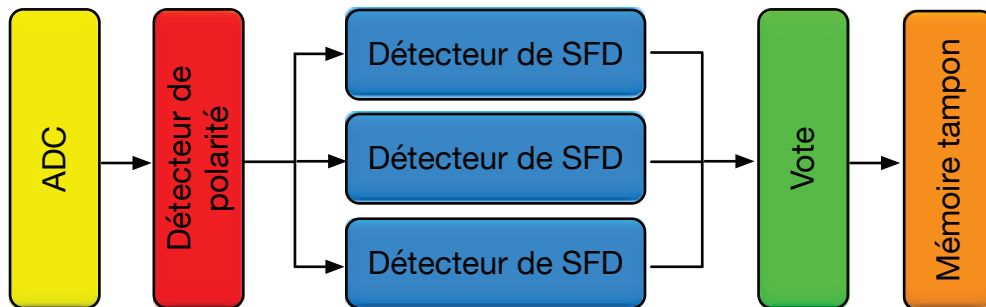 ADC
Détecteur de
polarité
Détecteur de SFD
Détecteur de SFD
Détecteur de SFD
Vote
Mémoire tampon